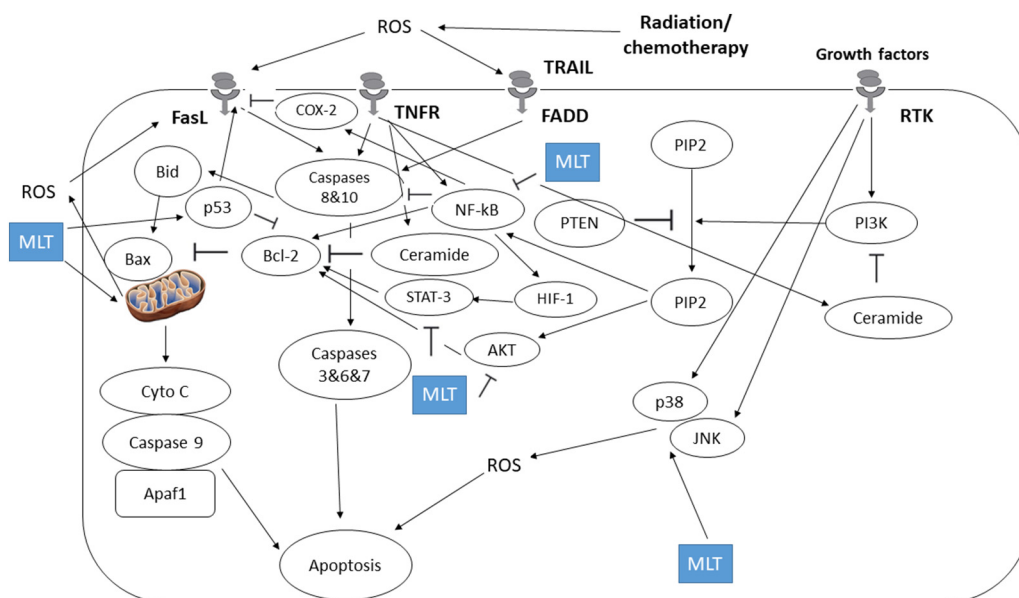 ROS
Radiation/
chemotherapy
Growth factors
TRAIL
FasL
COX-2
TNFR
FADD
RTK
PIP2
MLT
Bid
Caspases
8&10
ROS
p53
NF-kB
PTEN
PI3K
MLT
Bax
Bcl-2
Ceramide
STAT-3
HIF-1
PIP2
Ceramide
AKT
Caspases
3&6&7
MLT
Cyto C
p38
JNK
Caspase 9
ROS
Apaf1
Apoptosis
MLT